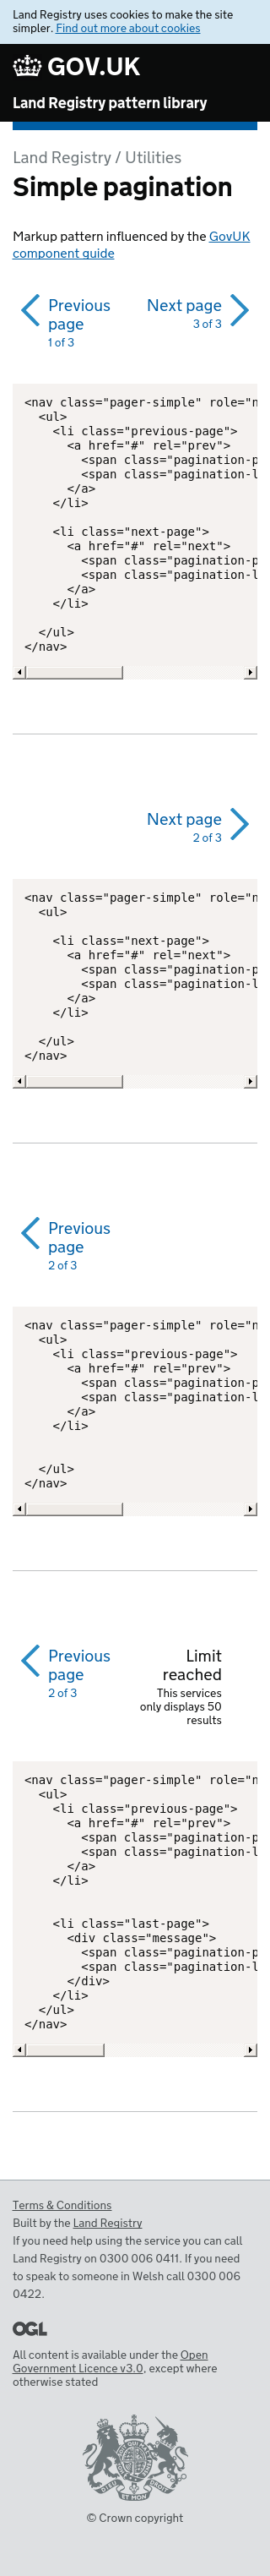 Land Registry uses cookies to make the site
simpler. Find out more about cookies
GOV.UK
Land Registry pattern library
Land Registry / Utilities
Simple pagination
Markup pattern influenced by the GovUK
component guide
Previous
page
1 of 3
Next page
3 of 3
<nav class="pager-simple" role="n
<ul>
<li class="previous-page">
<a href="#" rel="prev">
<span class="pagination-p
<span class="pagination-l
</a>
</li>
<li class="next-page">
<a href="#" rel="next">
<span class="pagination-p
<span class="pagination-l
</a>
</li>
</ul>
</nav>
Next page
2 of 3
<nav class="pager-simple" role="n
<ul>
<li class="next-page">
<a href="#" rel="next">
<span class="pagination-p
<span class="pagination-l
</a>
</li>
</ul>
</nav>
Previous
page
2 of 3
<nav class="pager-simple" role="n
<ul>
<li class="previous-page">
<a href="#" rel="prev">
<span class="pagination-p
<span class="pagination-l
</a>
</li>
</ul>
</nav>
Previous
page
2 of 3
Limit
reached
This services
only displays 50
results
<nav class="pager-simple" role="n
<ul>
<li class="previous-page">
<a href="#" rel="prev">
<span class="pagination-p
<span class="pagination-l
</a>
</li>
<li class="last-page">
<div class="message">
<span class="pagination-p
<span class="pagination-l
</div>
</li>
</ul>
</nav>
Terms & Conditions
Built by the Land Registry
If you need help using the service you can call
Land Registry on 0300 006 0411. If you need
to speak to someone in Welsh call 0300 006
0422.
OGL
All content is available under the Open
Government Licence v3.0, except where
otherwise stated
© Crown copyright